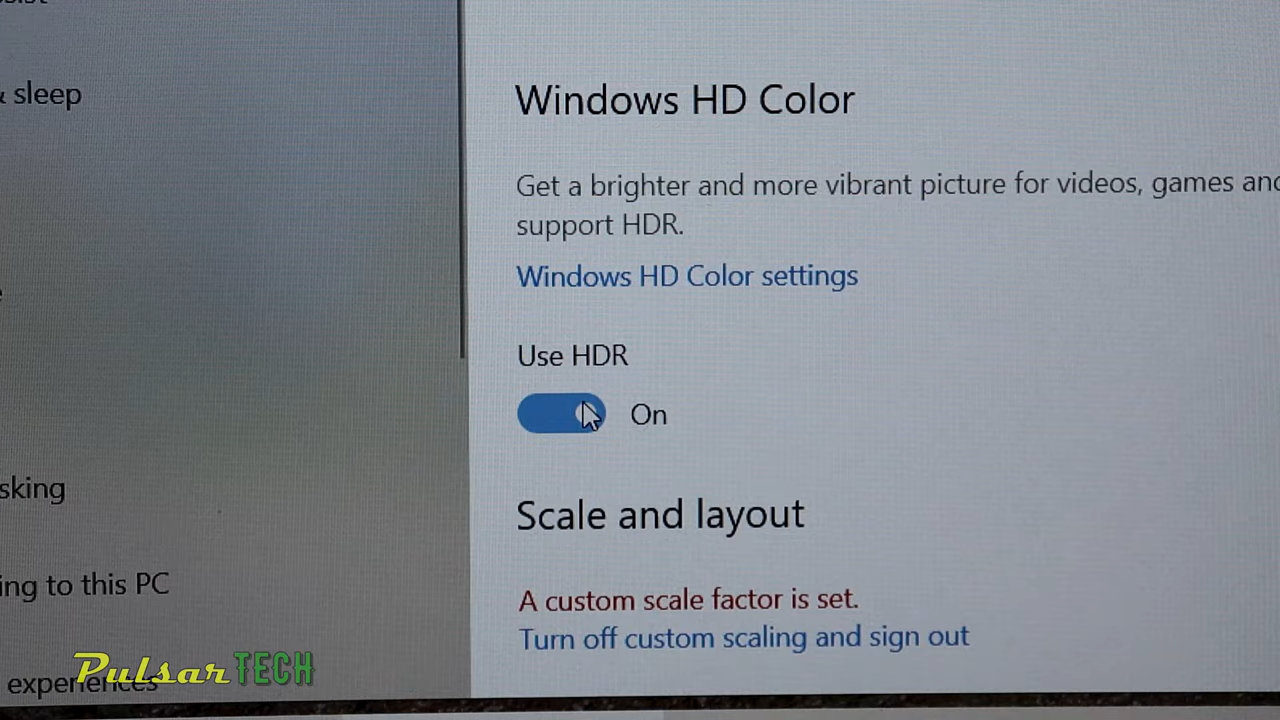 & sleep
sking
ing to this PC
experiences
Windows HD Color
Get a brighter and more vibrant picture for videos, games and
support HDR.
Windows HD Color settings
Use HDR
On
Scale and layout
A custom scale factor is set.
Turn off custom scaling and sign out
Pulsar TECH